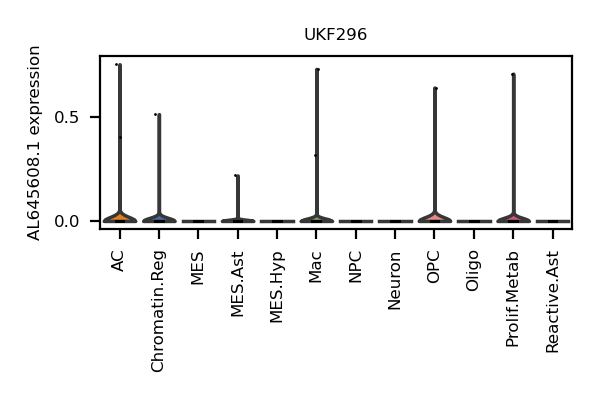 UKF296
AL645608.1 expression
0.5
0.0
AC
Chromatin.Reg
MES
MES.Ast
MES.Hyp
Mac
NPC
Neuron
OPC
Oligo
Prolif.Metab
Reactive.Ast